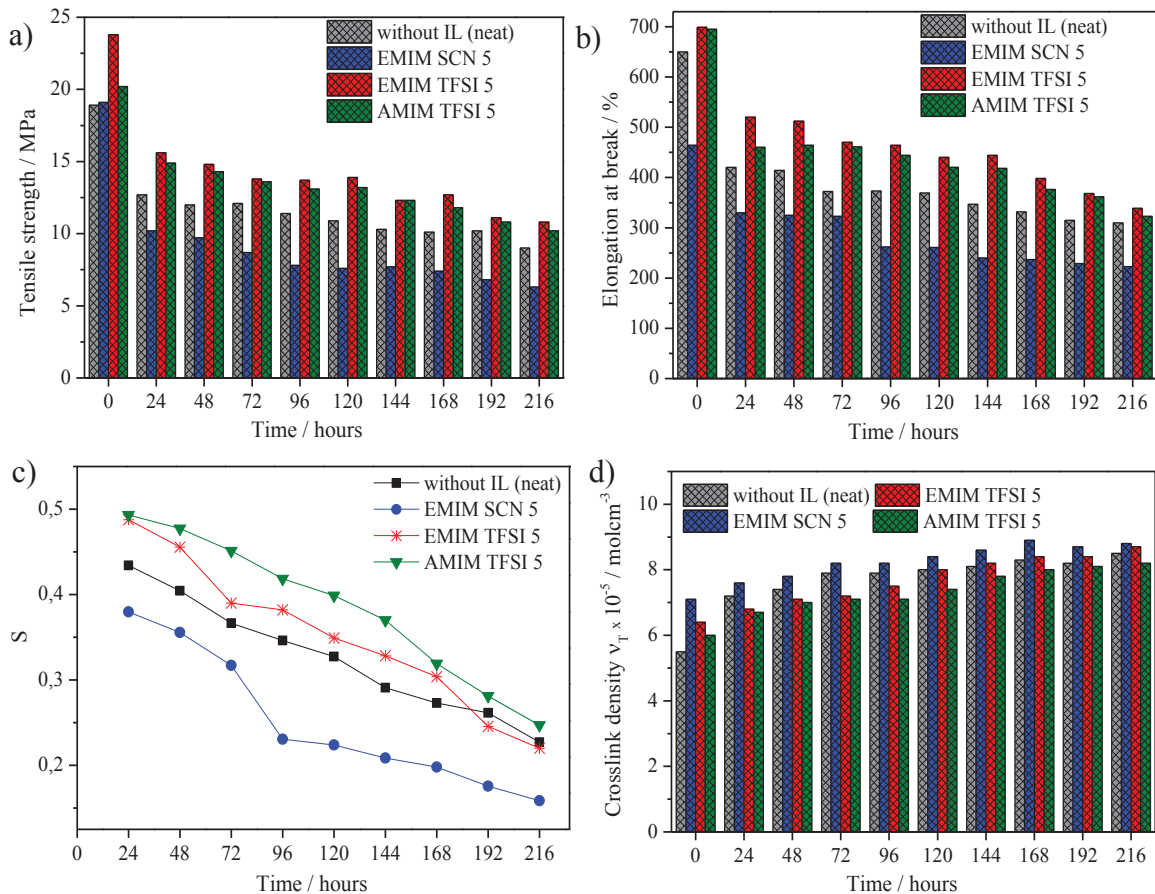 a)
without IL (neat)
EMIM SCN 5
EMIM TFSI 5
AMIM TFSI 5
Tensile strength / MPa
25
20
15
10
5
0
0 24 48 72 96 120 144 168 192 216
Time / hours
b)
without IL (neat)
EMIM SCN 5
EMIM TFSI 5
AMIM TFSI 5
Elongation at break / %
700
600
500
400
300
200
100
0
0 24 48 72 96 120 144 168 192 216
Time / hours
c)
without IL (neat)
EMIM SCN 5
EMIM TFSI 5
AMIM TFSI 5
S
0,5
0,4
0,3
0,2
0 24 48 72 96 120 144 168 192 216
Time / hours
d)
without IL (neat) EMIM TFSI 5
EMIM SCN 5 AMIM TFSI 5
Crosslink density ν_T x 10⁻⁵ / molcm⁻³
10
8
6
4
2
0
0 24 48 72 96 120 144 168 192 216
Time / hours